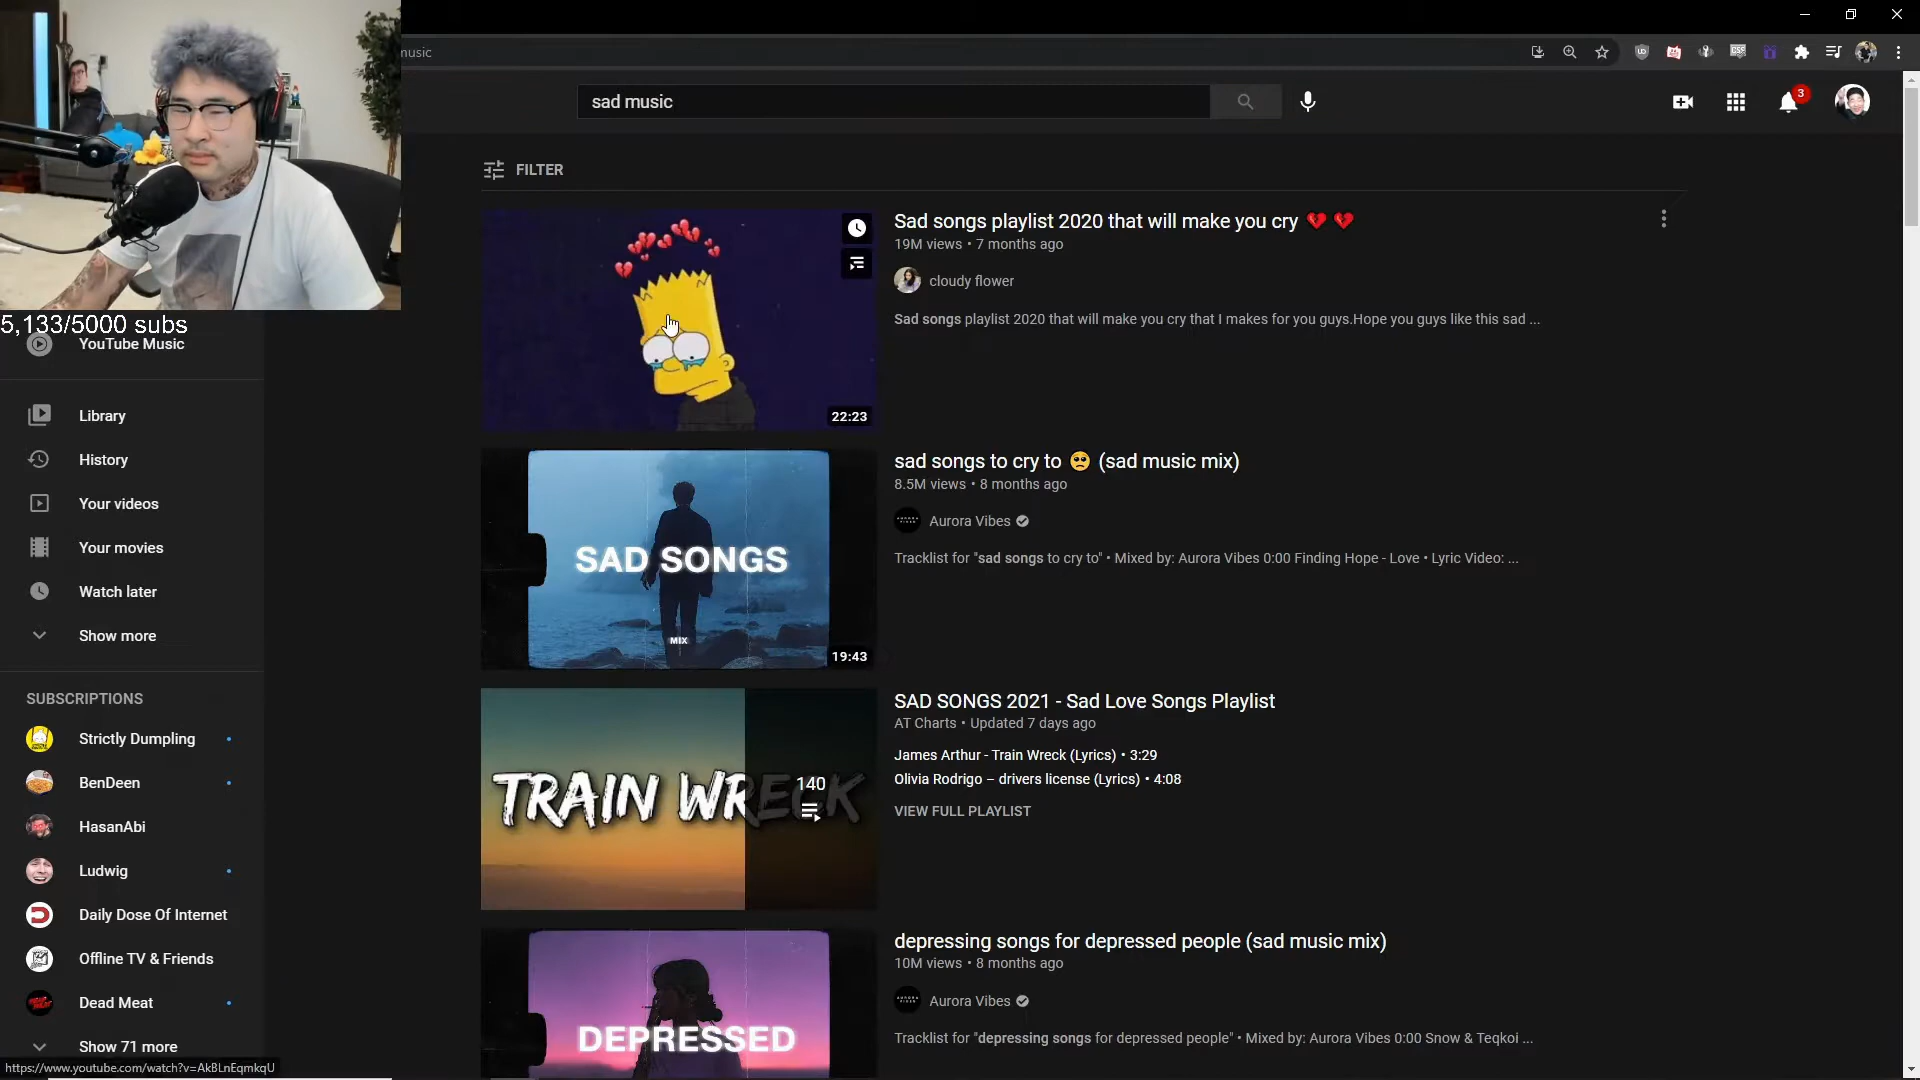 music
sad music
3
FILTER
Sad songs playlist 2020 that will make you cry 💔 💔
19M views • 7 months ago
cloudy flower
Sad songs playlist 2020 that will make you cry that I makes for you guys.Hope you guys like this sad ...
22:23
5,133/5000 subs
YouTube Music
Library
History
Your videos
Your movies
Watch later
Show more
SUBSCRIPTIONS
Strictly Dumpling
BenDeen
HasanAbi
Ludwig
Daily Dose Of Internet
Offline TV & Friends
Dead Meat
Show 71 more
SAD SONGS
MIX
19:43
sad songs to cry to 🥺 (sad music mix)
8.5M views • 8 months ago
Aurora Vibes
Tracklist for "sad songs to cry to" • Mixed by: Aurora Vibes 0:00 Finding Hope - Love • Lyric Video: ...
TRAIN WRECK
140
SAD SONGS 2021 - Sad Love Songs Playlist
AT Charts • Updated 7 days ago
James Arthur - Train Wreck (Lyrics) • 3:29
Olivia Rodrigo – drivers license (Lyrics) • 4:08
VIEW FULL PLAYLIST
DEPRESSED
depressing songs for depressed people (sad music mix)
10M views • 8 months ago
Aurora Vibes
Tracklist for "depressing songs for depressed people" • Mixed by: Aurora Vibes 0:00 Snow & Teqkoi ...
https://www.youtube.com/watch?v=AkBLnEqmkqU